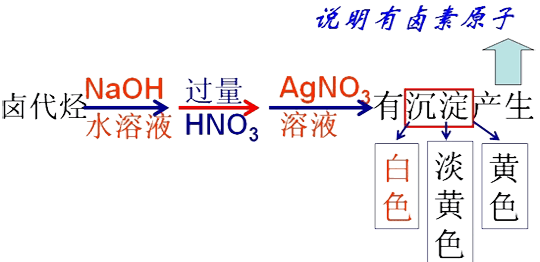 说明有卤素原子
卤代烃 NaOH 水溶液 过量 HNO₃ AgNO₃ 溶液 有沉淀产生
白色
淡黄色
黄色